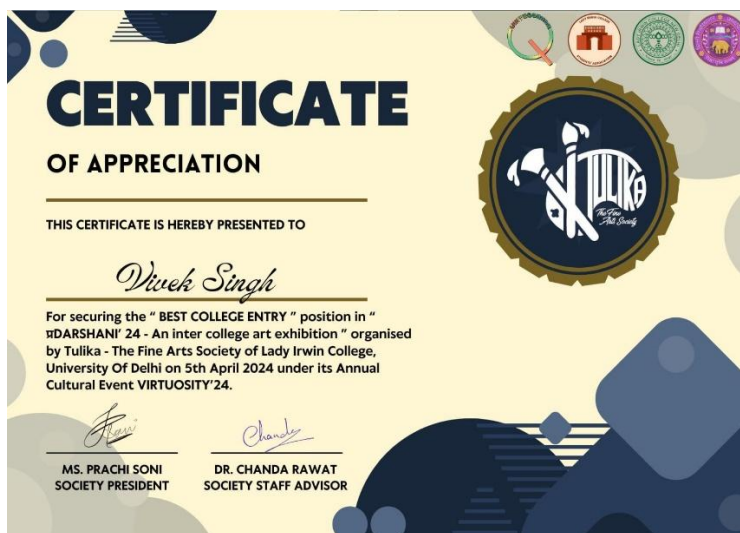 CERTIFICATE
OF APPRECIATION
THIS CERTIFICATE IS HEREBY PRESENTED TO
Vivek Singh
For securing the “ BEST COLLEGE ENTRY ” position in “
प्रDARSHANI’ 24 - An inter college art exhibition ” organised
by Tulika - The Fine Arts Society of Lady Irwin College,
University Of Delhi on 5th April 2024 under its Annual
Cultural Event VIRTUOSITY’24.
MS. PRACHI SONI
SOCIETY PRESIDENT
Chanda
DR. CHANDA RAWAT
SOCIETY STAFF ADVISOR
TULIKA
The Fine
Arts Society